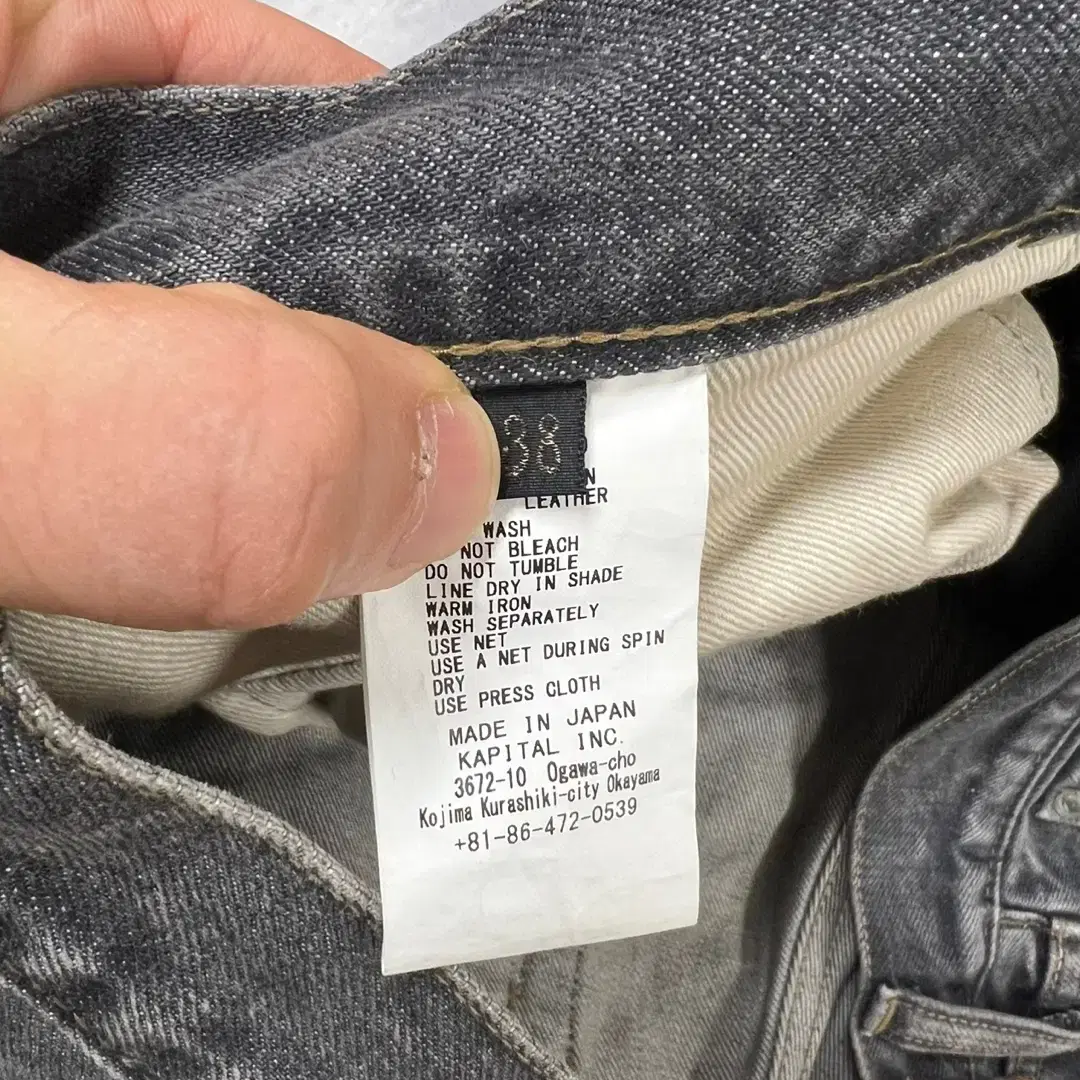 38
N
LEATHER
WASH
NOT BLEACH
DO NOT TUMBLE
LINE DRY IN SHADE
WARM IRON
WASH SEPARATELY
USE NET
USE A NET DURING SPIN
DRY
USE PRESS CLOTH
MADE IN JAPAN
KAPITAL INC.
3672-10 Ogawa-cho
Kojima Kurashiki-city Okayama
+81-86-472-0539